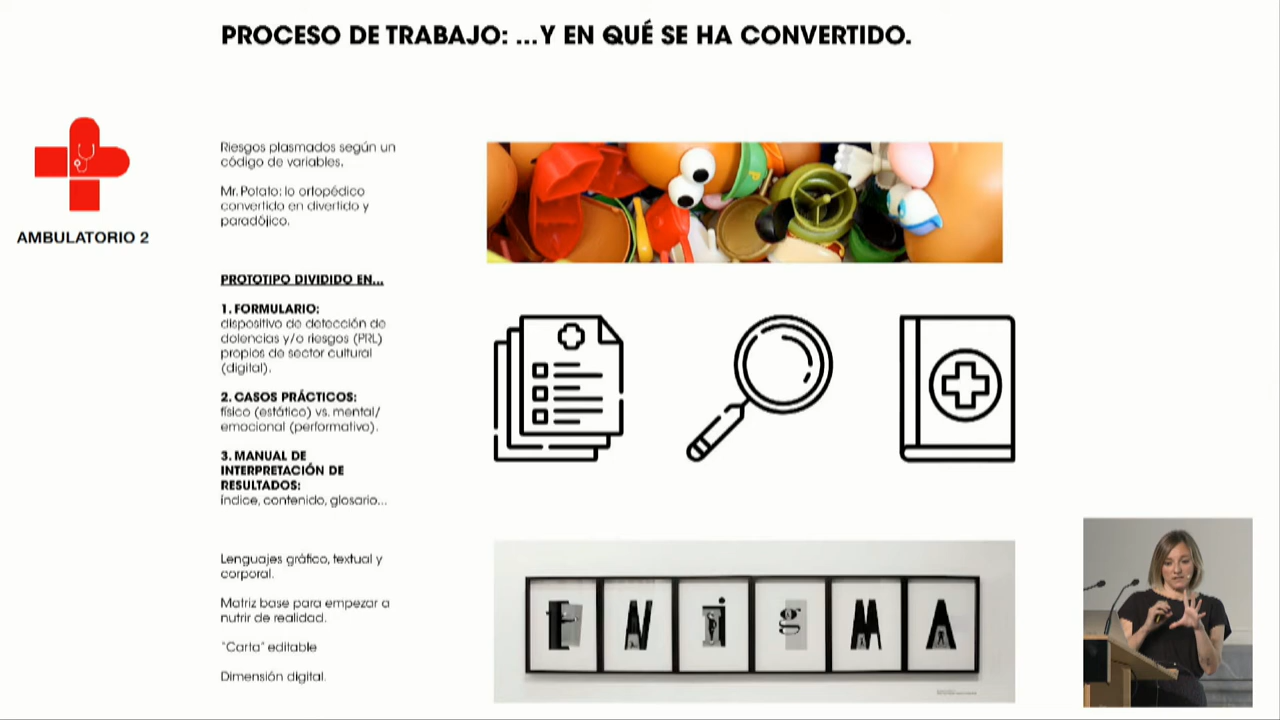 PROCESO DE TRABAJO: ...Y EN QUÉ SE HA CONVERTIDO.
AMBULATORIO 2
Riesgos plasmados según un
código de variables.
Mr. Potato: lo ortopédico
convertido en divertido y
paradójico.
PROTOTIPO DIVIDIDO EN...
1. FORMULARIO:
dispositivo de detección de
dolencias y/o riesgos (PRL)
propios de sector cultural
(digital).
2. CASOS PRÁCTICOS:
físico (estático) vs. mental/
emocional (performativo).
3. MANUAL DE
INTERPRETACIÓN DE
RESULTADOS:
índice, contenido, glosario...
Lenguajes gráfico, textual y
corporal.
Matriz base para empezar a
nutrir de realidad.
"Carta" editable
Dimensión digital.
ENigMA